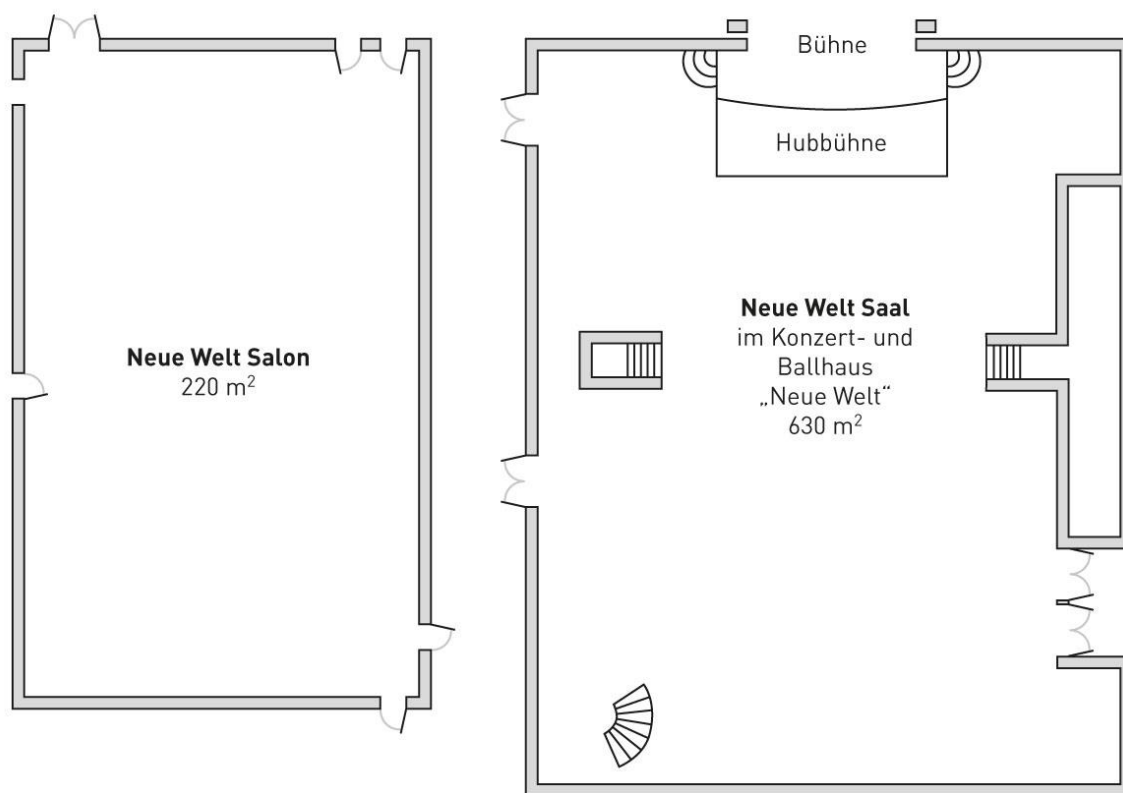 Bühne
Hubbühne
Neue Welt Salon
220 m²
Neue Welt Saal
im Konzert- und
Ballhaus
„Neue Welt“
630 m²